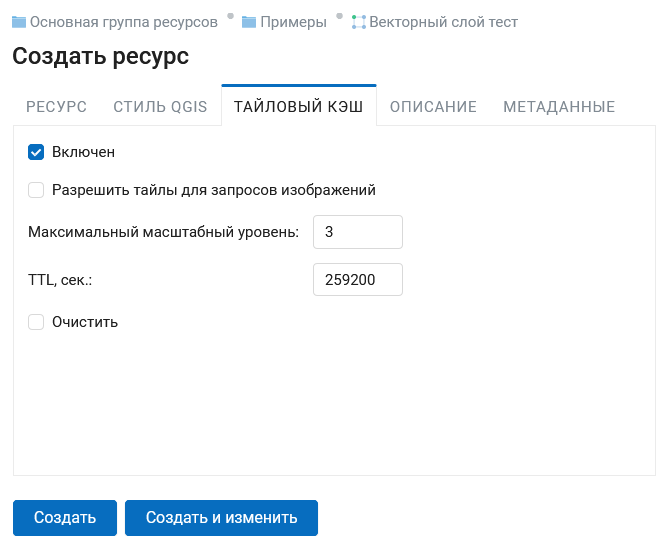 Основная группа ресурсов Примеры Векторный слой тест
Создать ресурс
РЕСУРС СТИЛЬ QGIS ТАЙЛОВЫЙ КЭШ ОПИСАНИЕ МЕТАДАННЫЕ
Включен
Разрешить тайлы для запросов изображений
Максимальный масштабный уровень: 3
TTL, сек.: 259200
Очистить
Создать Создать и изменить